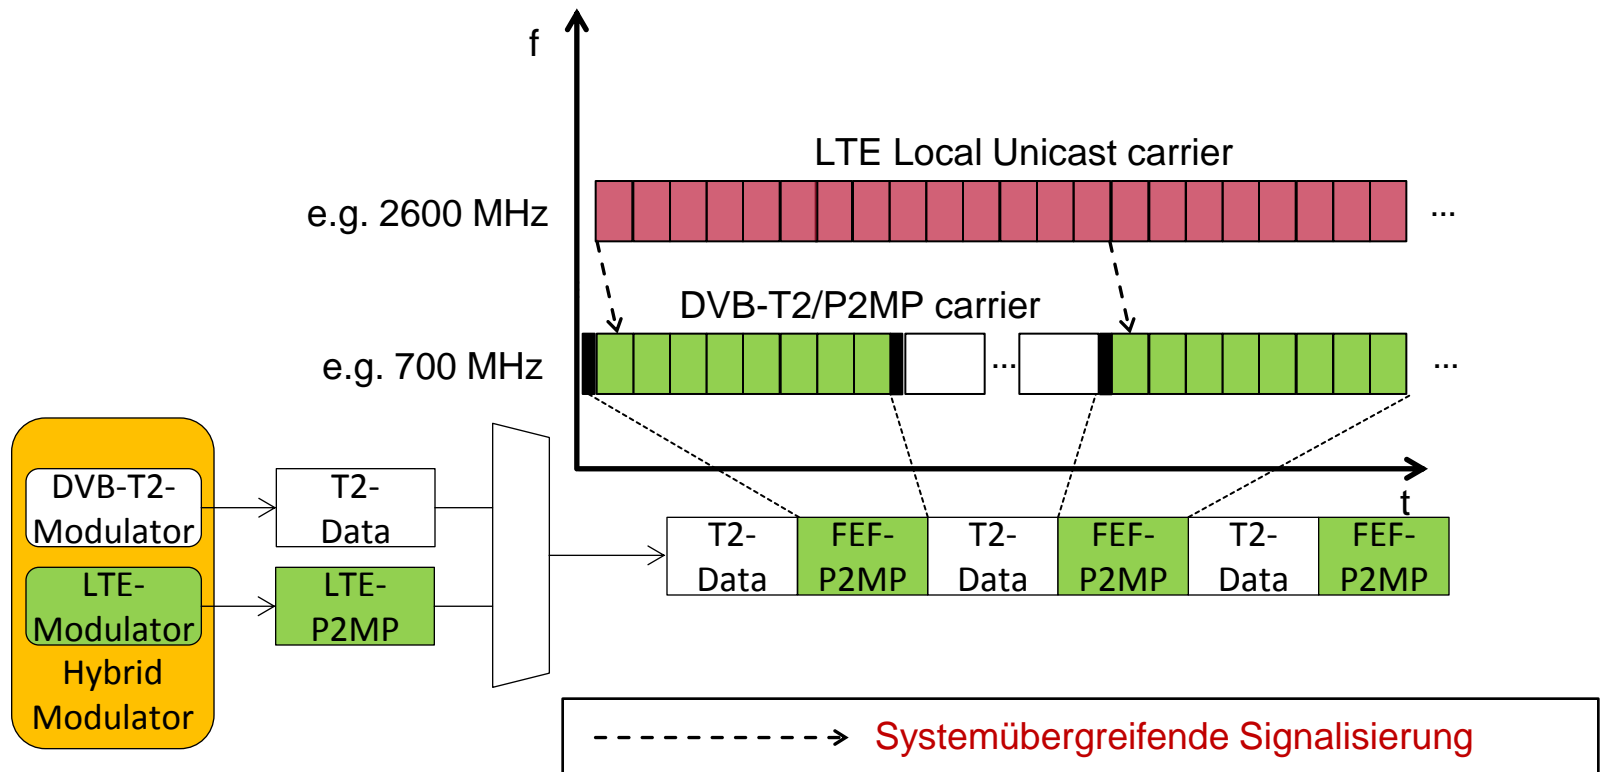 f
LTE Local Unicast carrier
e.g. 2600 MHz
...
DVB-T2/P2MP carrier
e.g. 700 MHz
...
...
t
DVB-T2-
Modulator
T2-
Data
LTE-
Modulator
LTE-
P2MP
Hybrid
Modulator
T2-
Data
FEF-
P2MP
T2-
Data
FEF-
P2MP
T2-
Data
FEF-
P2MP
Systemübergreifende Signalisierung